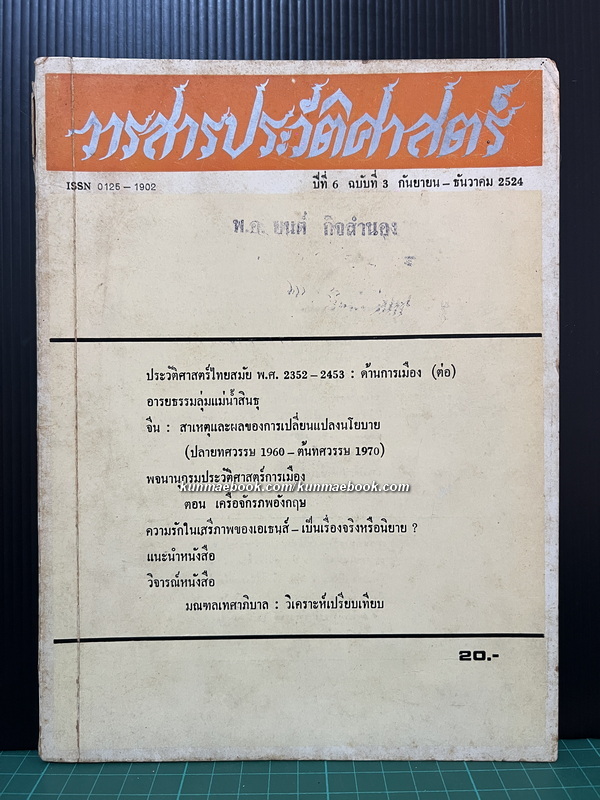 วารสารประวัติศาสตร์
ISSN 0125 – 1902
ปีที่ 6 ฉบับที่ 3 กันยายน – ธันวาคม 2524
พ.ต. ยนต์ กิจสำนอง
ประวัติศาสตร์ไทยสมัย พ.ศ. 2352 – 2453 : ด้านการเมือง (ต่อ)
อารยธรรมลุ่มแม่น้ำสินธุ
จีน : สาเหตุและผลของการเปลี่ยนแปลงนโยบาย
(ปลายทศวรรษ 1960 – ต้นทศวรรษ 1970)
พจนานุกรมประวัติศาสตร์การเมือง
kunmaebook.com/kunmaebook.com
ตอน เครือจักรภพอังกฤษ
ความรักในเสรีภาพของเอเธนส์ – เป็นเรื่องจริงหรือนิยาย ?
แนะนำหนังสือ
วิจารณ์หนังสือ
มณฑลเทศาภิบาล : วิเคราะห์เปรียบเทียบ
20.-